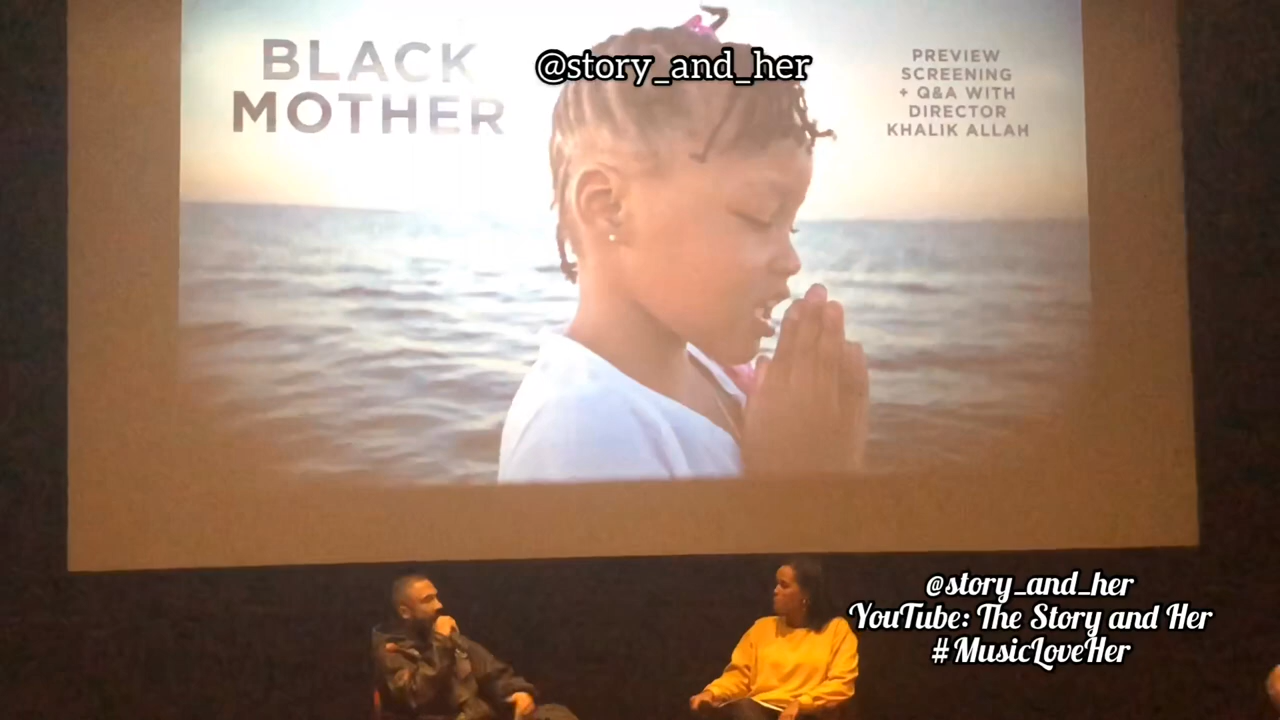 BLACK
MOTHER
@story_and_her
PREVIEW
SCREENING
+ Q&A WITH
DIRECTOR
KHALIK ALLAH
@story_and_her
YouTube: The Story and Her
#MusicLoveHer